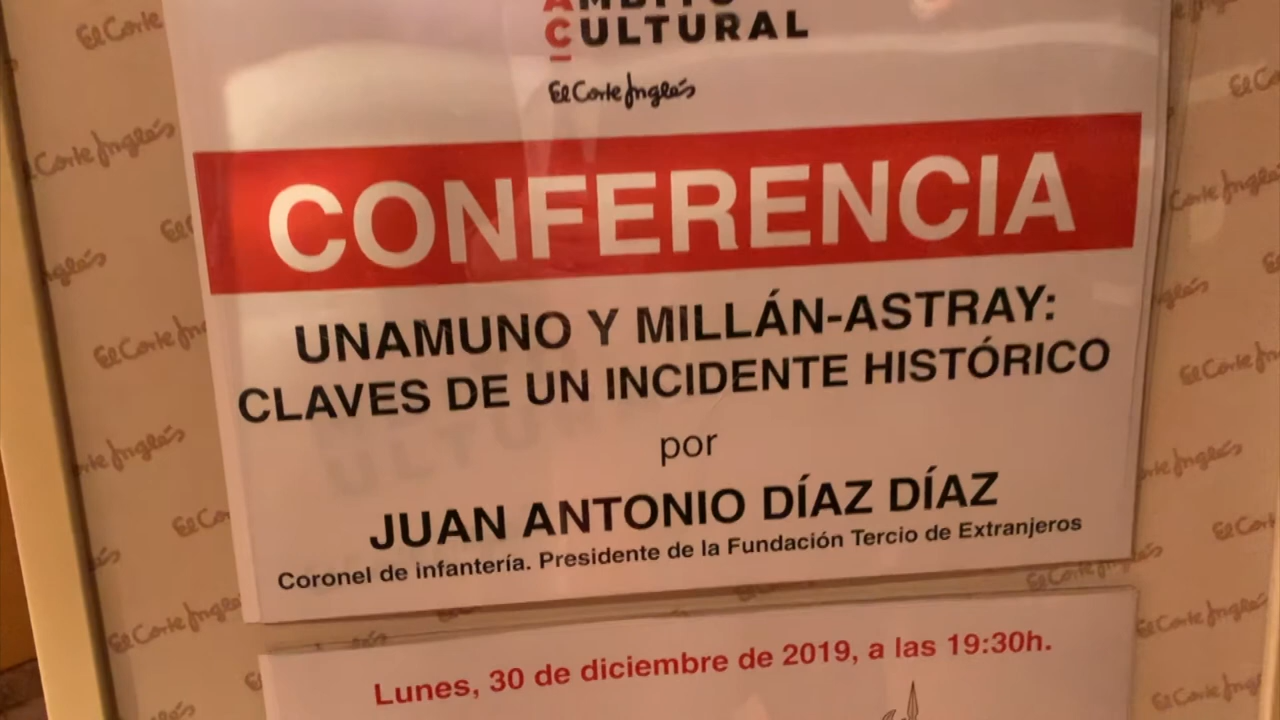 ÁMBITO
CULTURAL
El Corte Inglés
CONFERENCIA
UNAMUNO Y MILLÁN-ASTRAY:
CLAVES DE UN INCIDENTE HISTÓRICO
por
JUAN ANTONIO DÍAZ DÍAZ
Coronel de infantería. Presidente de la Fundación Tercio de Extranjeros
Lunes, 30 de diciembre de 2019, a las 19:30h.